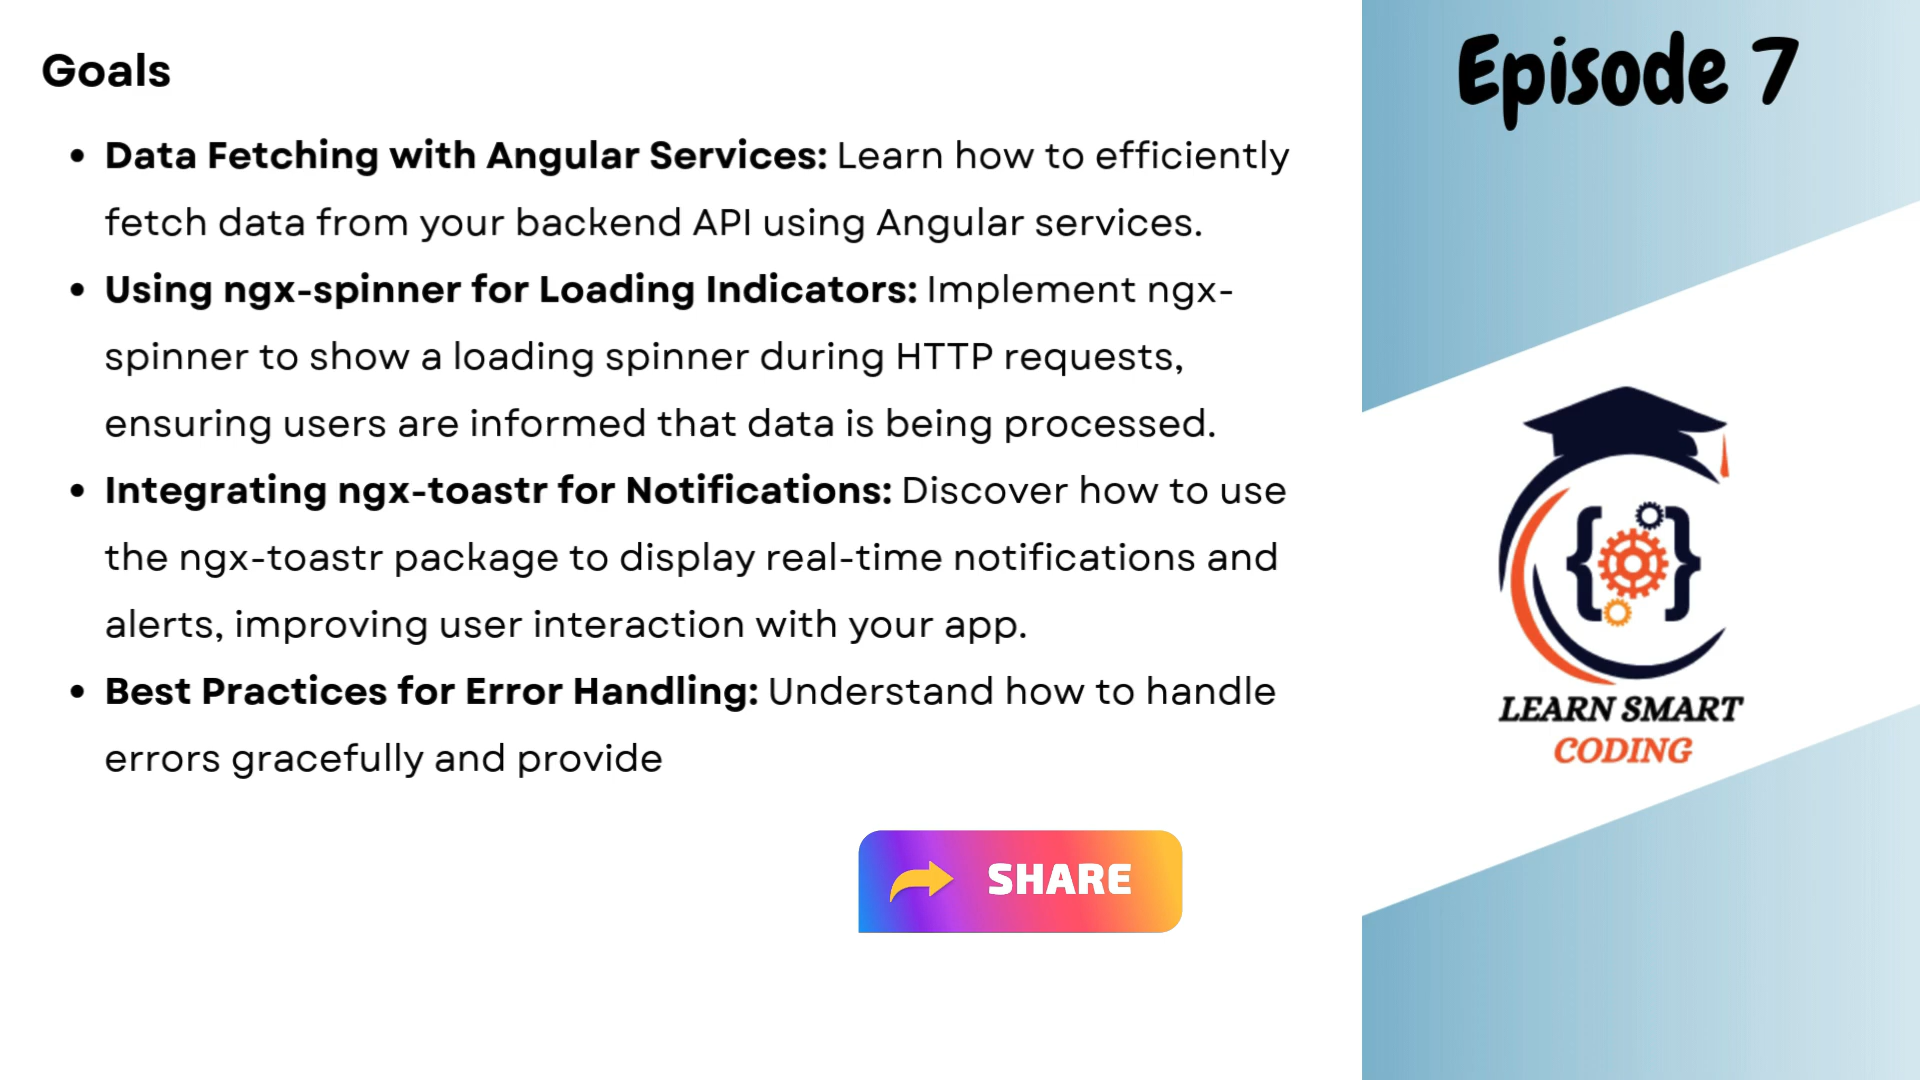 Goals
• Data Fetching with Angular Services: Learn how to efficiently
fetch data from your backend API using Angular services.
• Using ngx-spinner for Loading Indicators: Implement ngx-
spinner to show a loading spinner during HTTP requests,
ensuring users are informed that data is being processed.
• Integrating ngx-toastr for Notifications: Discover how to use
the ngx-toastr package to display real-time notifications and
alerts, improving user interaction with your app.
• Best Practices for Error Handling: Understand how to handle
errors gracefully and provide
SHARE
Episode 7
{ }
LEARN SMART
CODING